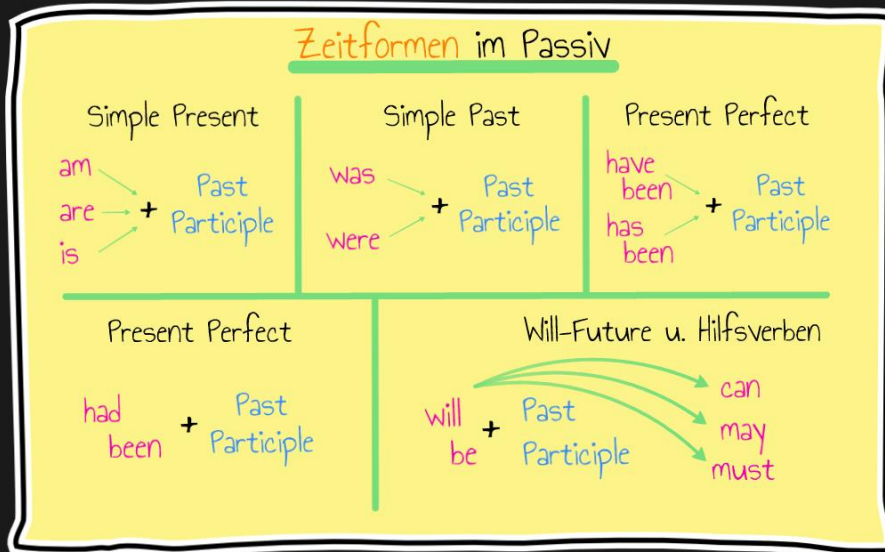 Zeitformen im Passiv
Simple Present
am
are
is
+
Past
Participle
Simple Past
was
were
+
Past
Participle
Present Perfect
have
been
has
been
+
Past
Participle
Present Perfect
had
been
+
Past
Participle
Will-Future u. Hilfsverben
will
be
+
Past
Participle
can
may
must